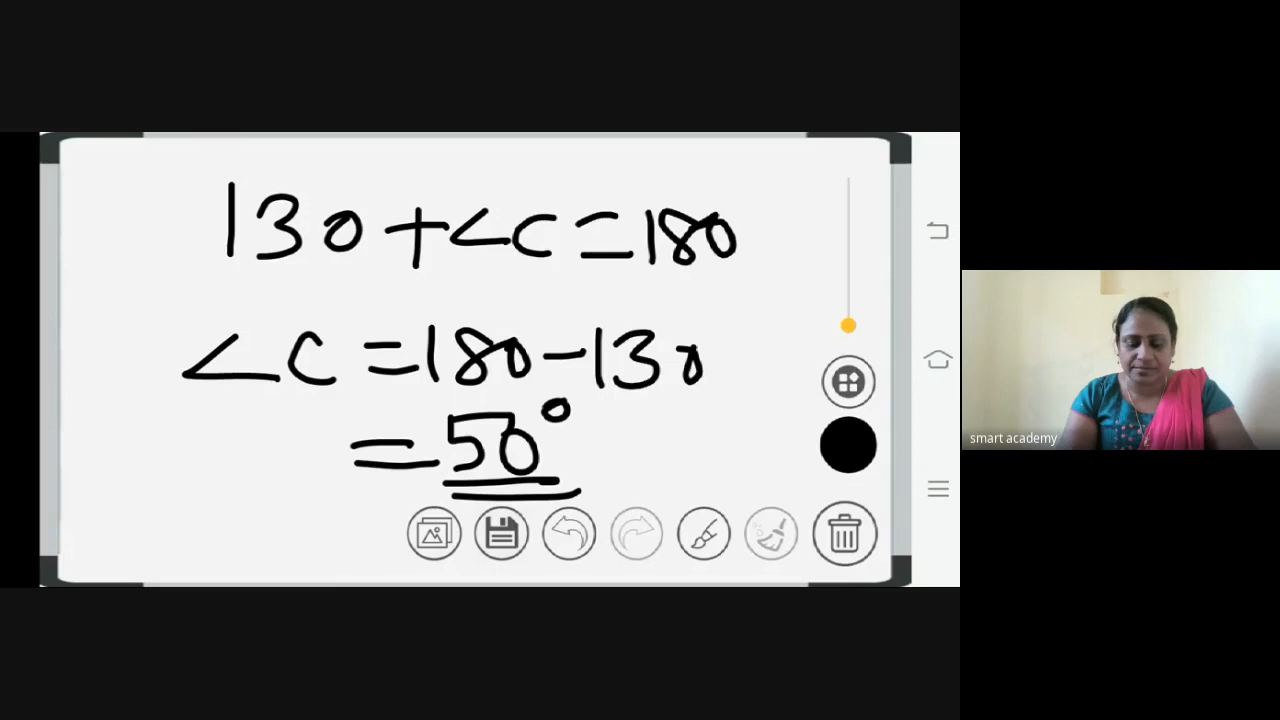 130 + ∠C = 180
∠C = 180 - 130
= 50°
smart academy